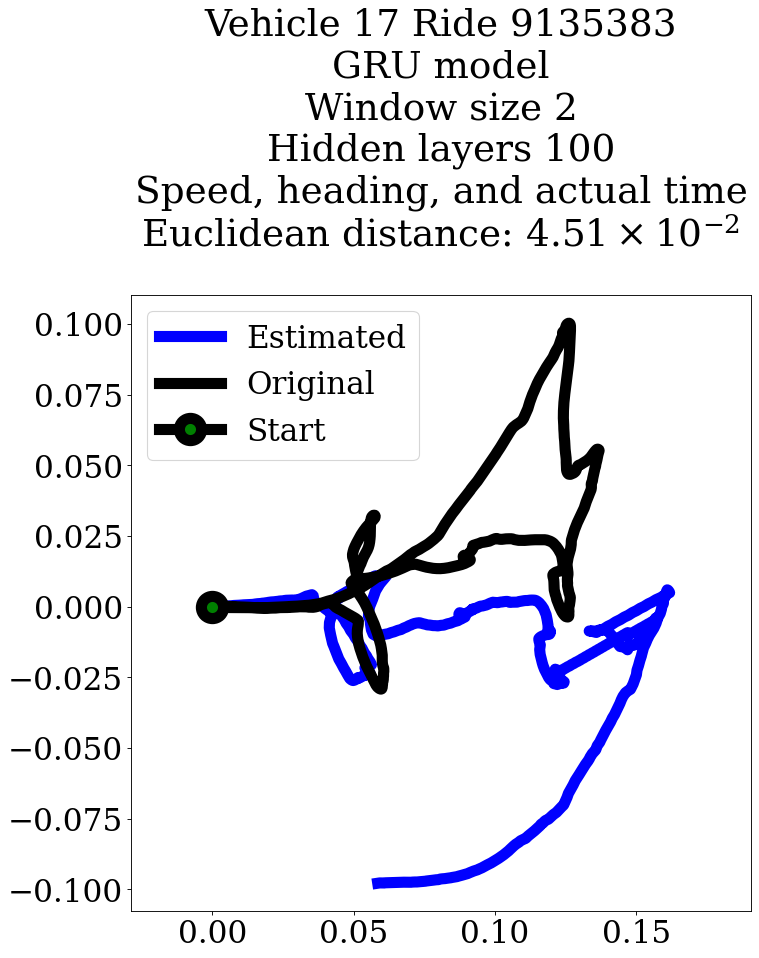 Vehicle 17 Ride 9135383
GRU model
Window size 2
Hidden layers 100
Speed, heading, and actual time
Euclidean distance: 4.51 × 10⁻²
Estimated
Original
Start
0.100
0.075
0.050
0.025
0.000
−0.025
−0.050
−0.075
−0.100
0.00 0.05 0.10 0.15